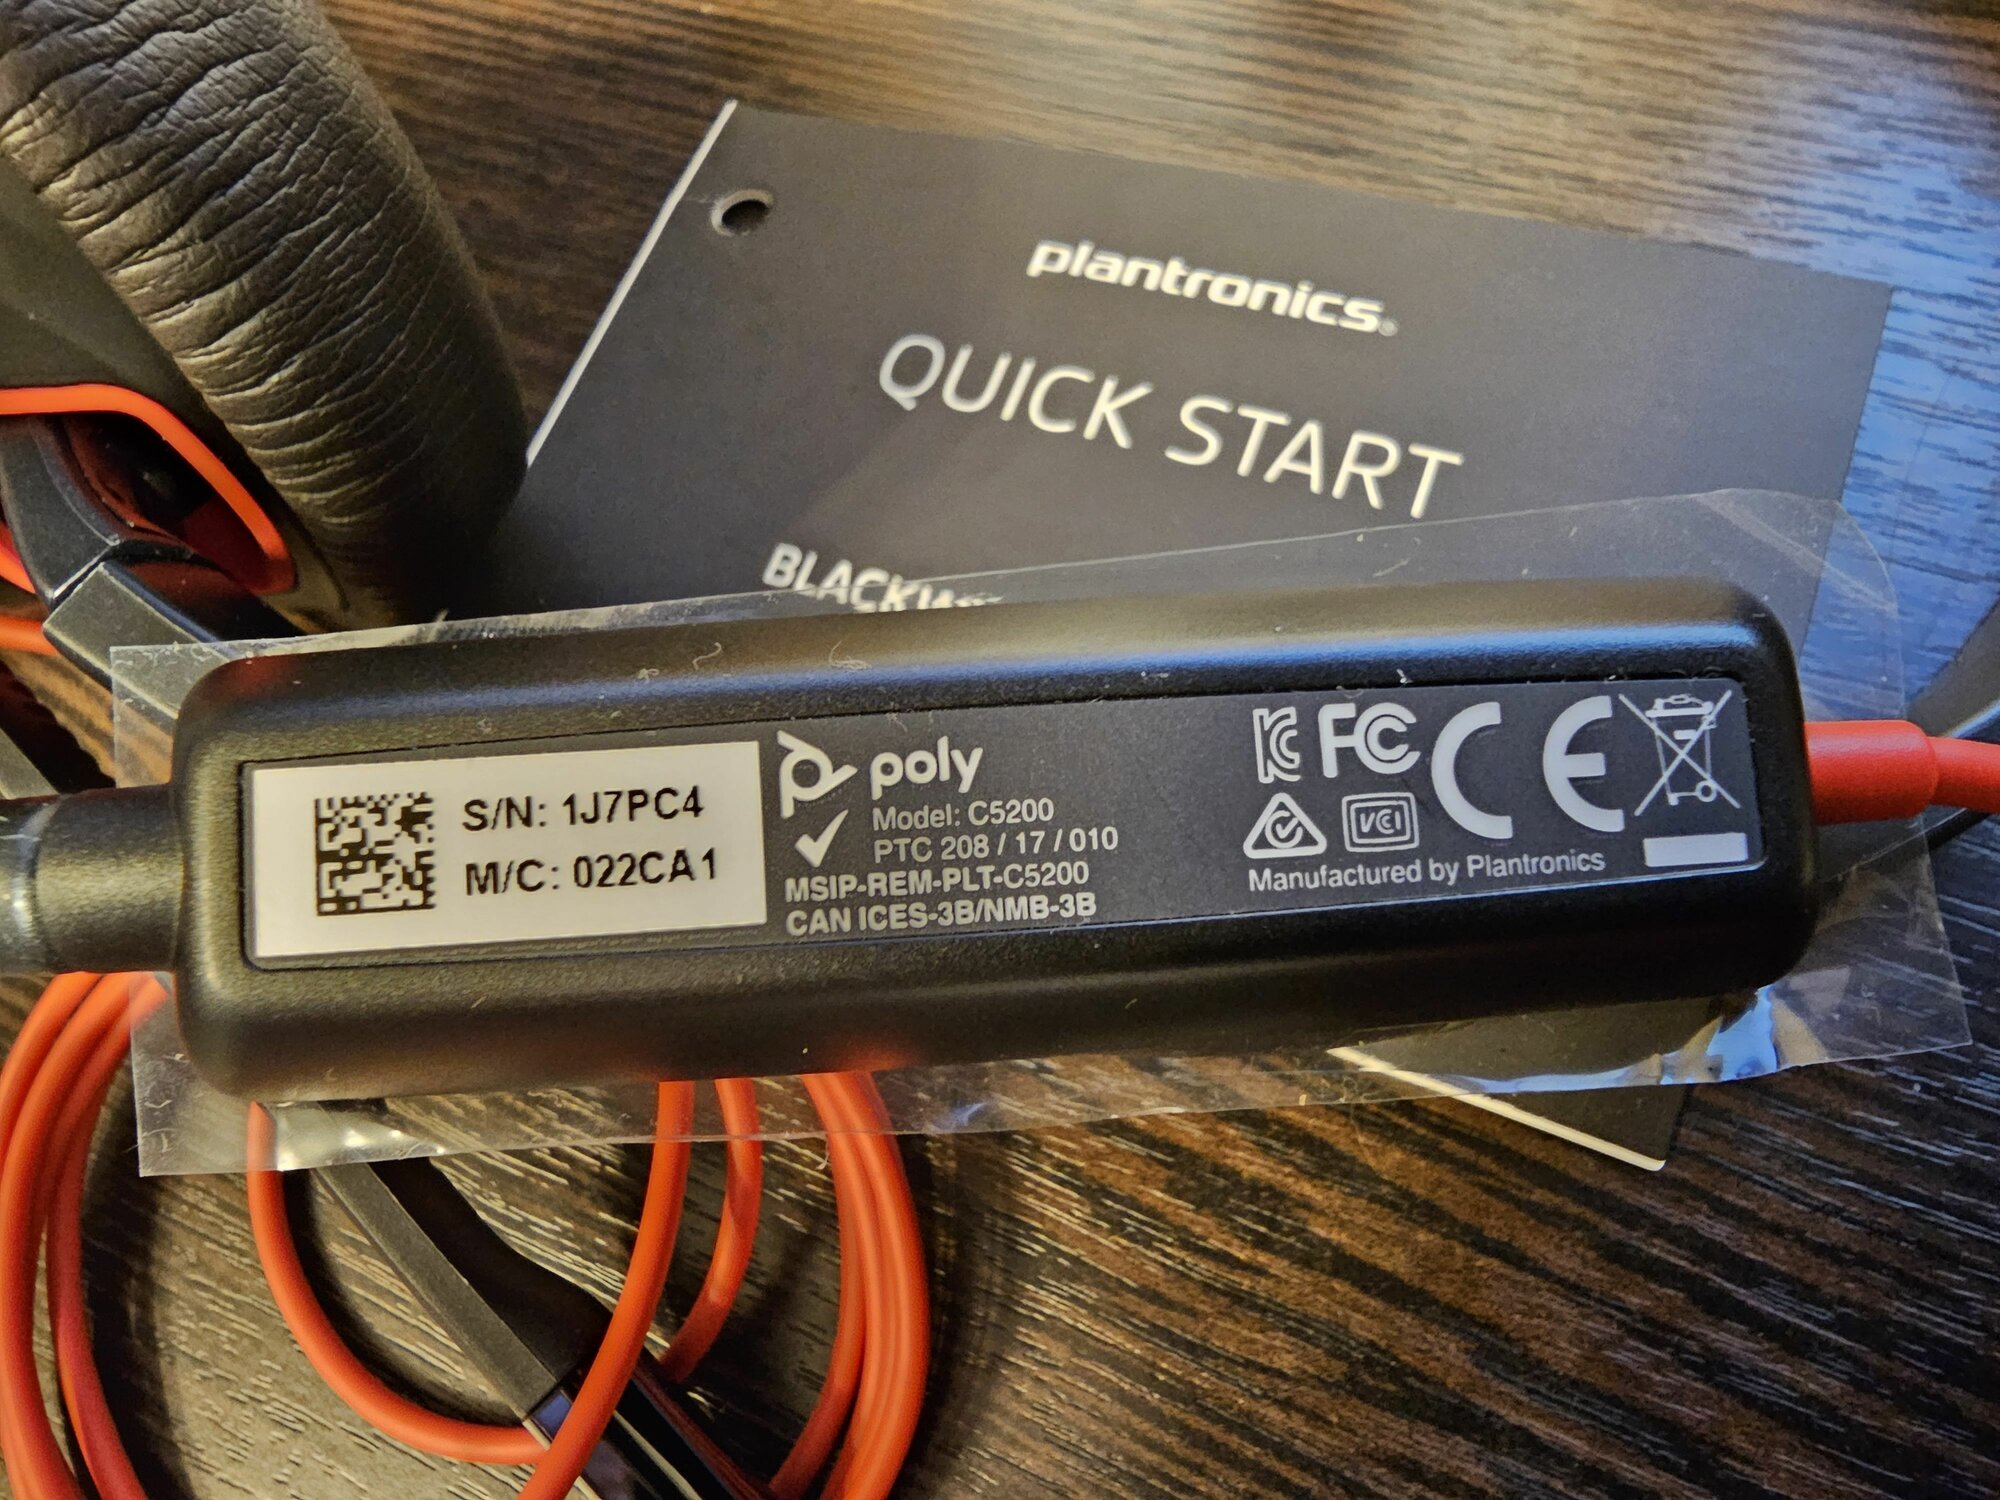 plantronics®
QUICK START
S/N: 1J7PC4
M/C: 022CA1
poly
Model: C5200
PTC 208 / 17 / 010
MSIP-REM-PLT-C5200
CAN ICES-3B/NMB-3B
FC CE
VCI
Manufactured by Plantronics